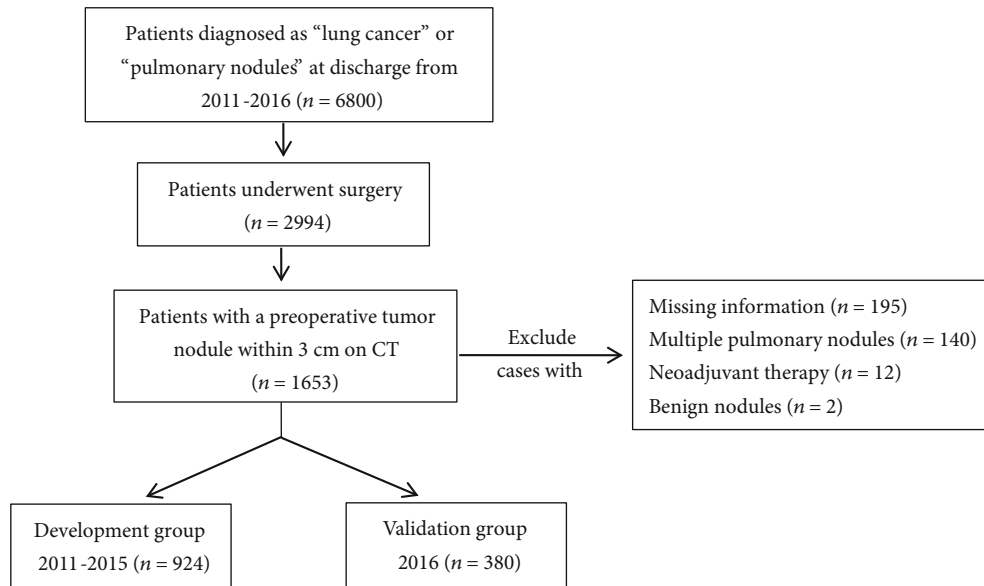 Patients diagnosed as “lung cancer” or
“pulmonary nodules” at discharge from
2011-2016 (n = 6800)
Patients underwent surgery
(n = 2994)
Patients with a preoperative tumor
nodule within 3 cm on CT
(n = 1653)
Exclude
cases with
Missing information (n = 195)
Multiple pulmonary nodules (n = 140)
Neoadjuvant therapy (n = 12)
Benign nodules (n = 2)
Development group
2011-2015 (n = 924)
Validation group
2016 (n = 380)